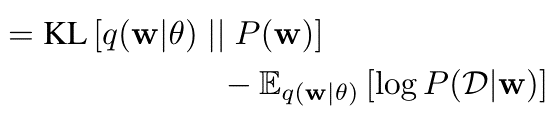 = KL [q(𝐰|θ) || P(𝐰)]
− 𝔼_{q(𝐰|θ)} [log P(𝒟|𝐰)]